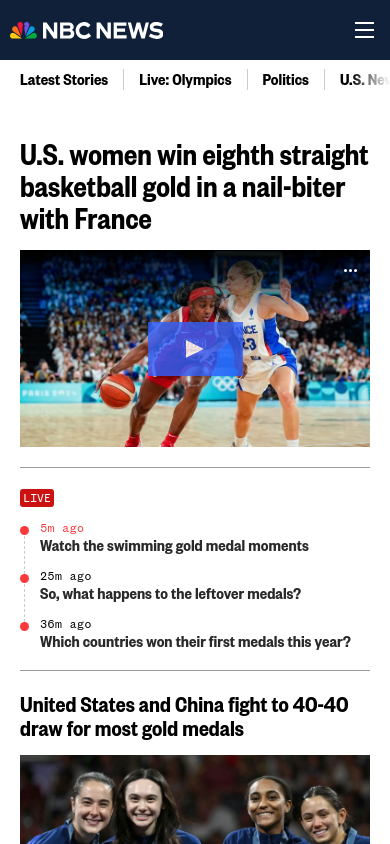 NBC NEWS
Latest Stories
Live: Olympics
Politics
U.S. Ne
U.S. women win eighth straight
basketball gold in a nail-biter
with France
NCE
23
LIVE
5m ago
Watch the swimming gold medal moments
25m ago
So, what happens to the leftover medals?
36m ago
Which countries won their first medals this year?
United States and China fight to 40-40
draw for most gold medals